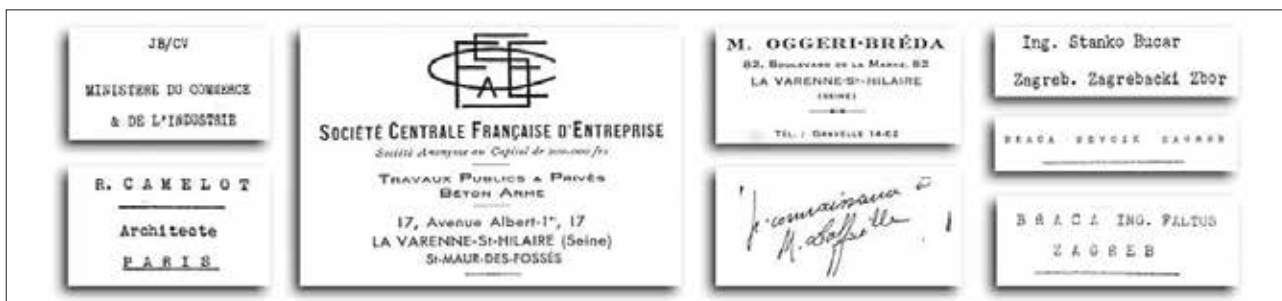 JB/CV
MINISTERE DU COMMERCE
& DE L'INDUSTRIE
R. CAMELOT
Architecte
PARIS
SOCIÉTÉ CENTRALE FRANÇAISE D'ENTREPRISE
Société Anonyme au Capital de frs
TRAVAUX PUBLICS & PRIVÉS
BETON ARME
17, Avenue Albert-1er, 17
LA VARENNE-St-HILAIRE (Seine)
St-MAUR-DES-FOSSÉS
M. OGGERI-BRÉDA
82, BOULEVARD DE LA MARNE, 82
LA VARENNE-St-HILAIRE
(SEINE)
TÉL. : GRAVELLE 14-62
M.
Ing. Stanko Bucar
Zagreb. Zagrebacki Zbor
BRACA ZAGREB
BRACA ING. FALTUS
ZAGREB